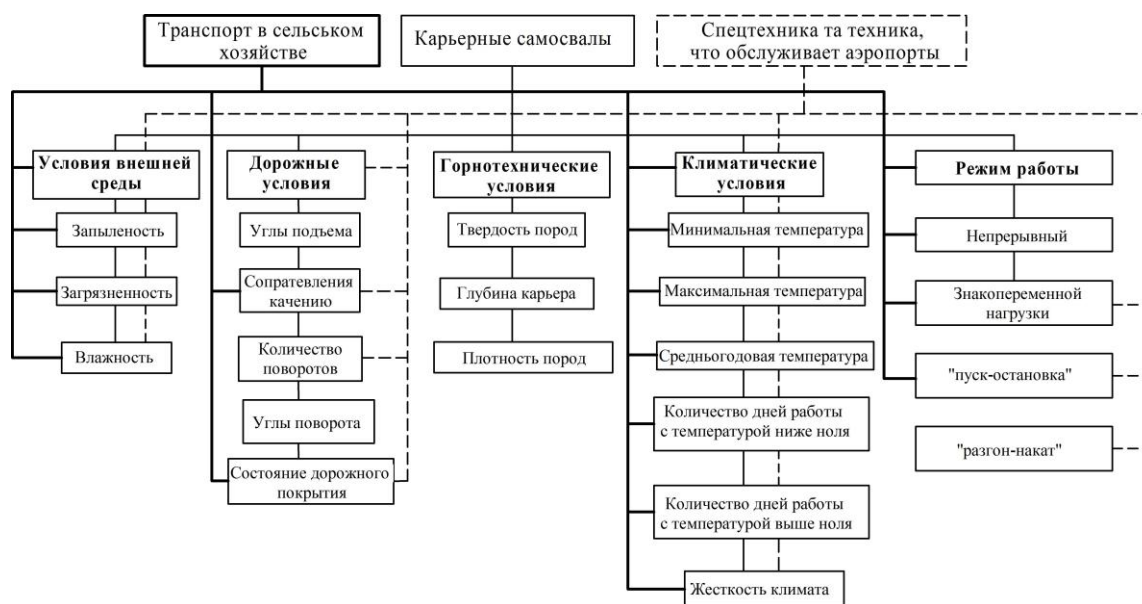 Транспорт в сельськом
хозяйстве
Карьерные самосвалы
Спецтехника та техника,
что обслуживает аэропорты
Условия внешней
среды
Запыленость
Загрязненность
Влажность
Дорожные
условия
Углы подъема
Сопратевления
качению
Количество
поворотов
Углы поворота
Состояние дорожного
покрытия
Горнотехнические
условия
Твердость пород
Глубина карьера
Плотность пород
Климатические
условия
Минимальная температура
Максимальная температура
Средньогодовая температура
Количество дней работы
с температурой ниже ноля
Количество дней работы
с температурой выше ноля
Жесткость климата
Режим работы
Непрерывный
Знакопеременной
нагрузки
"пуск-остановка"
"разгон-накат"